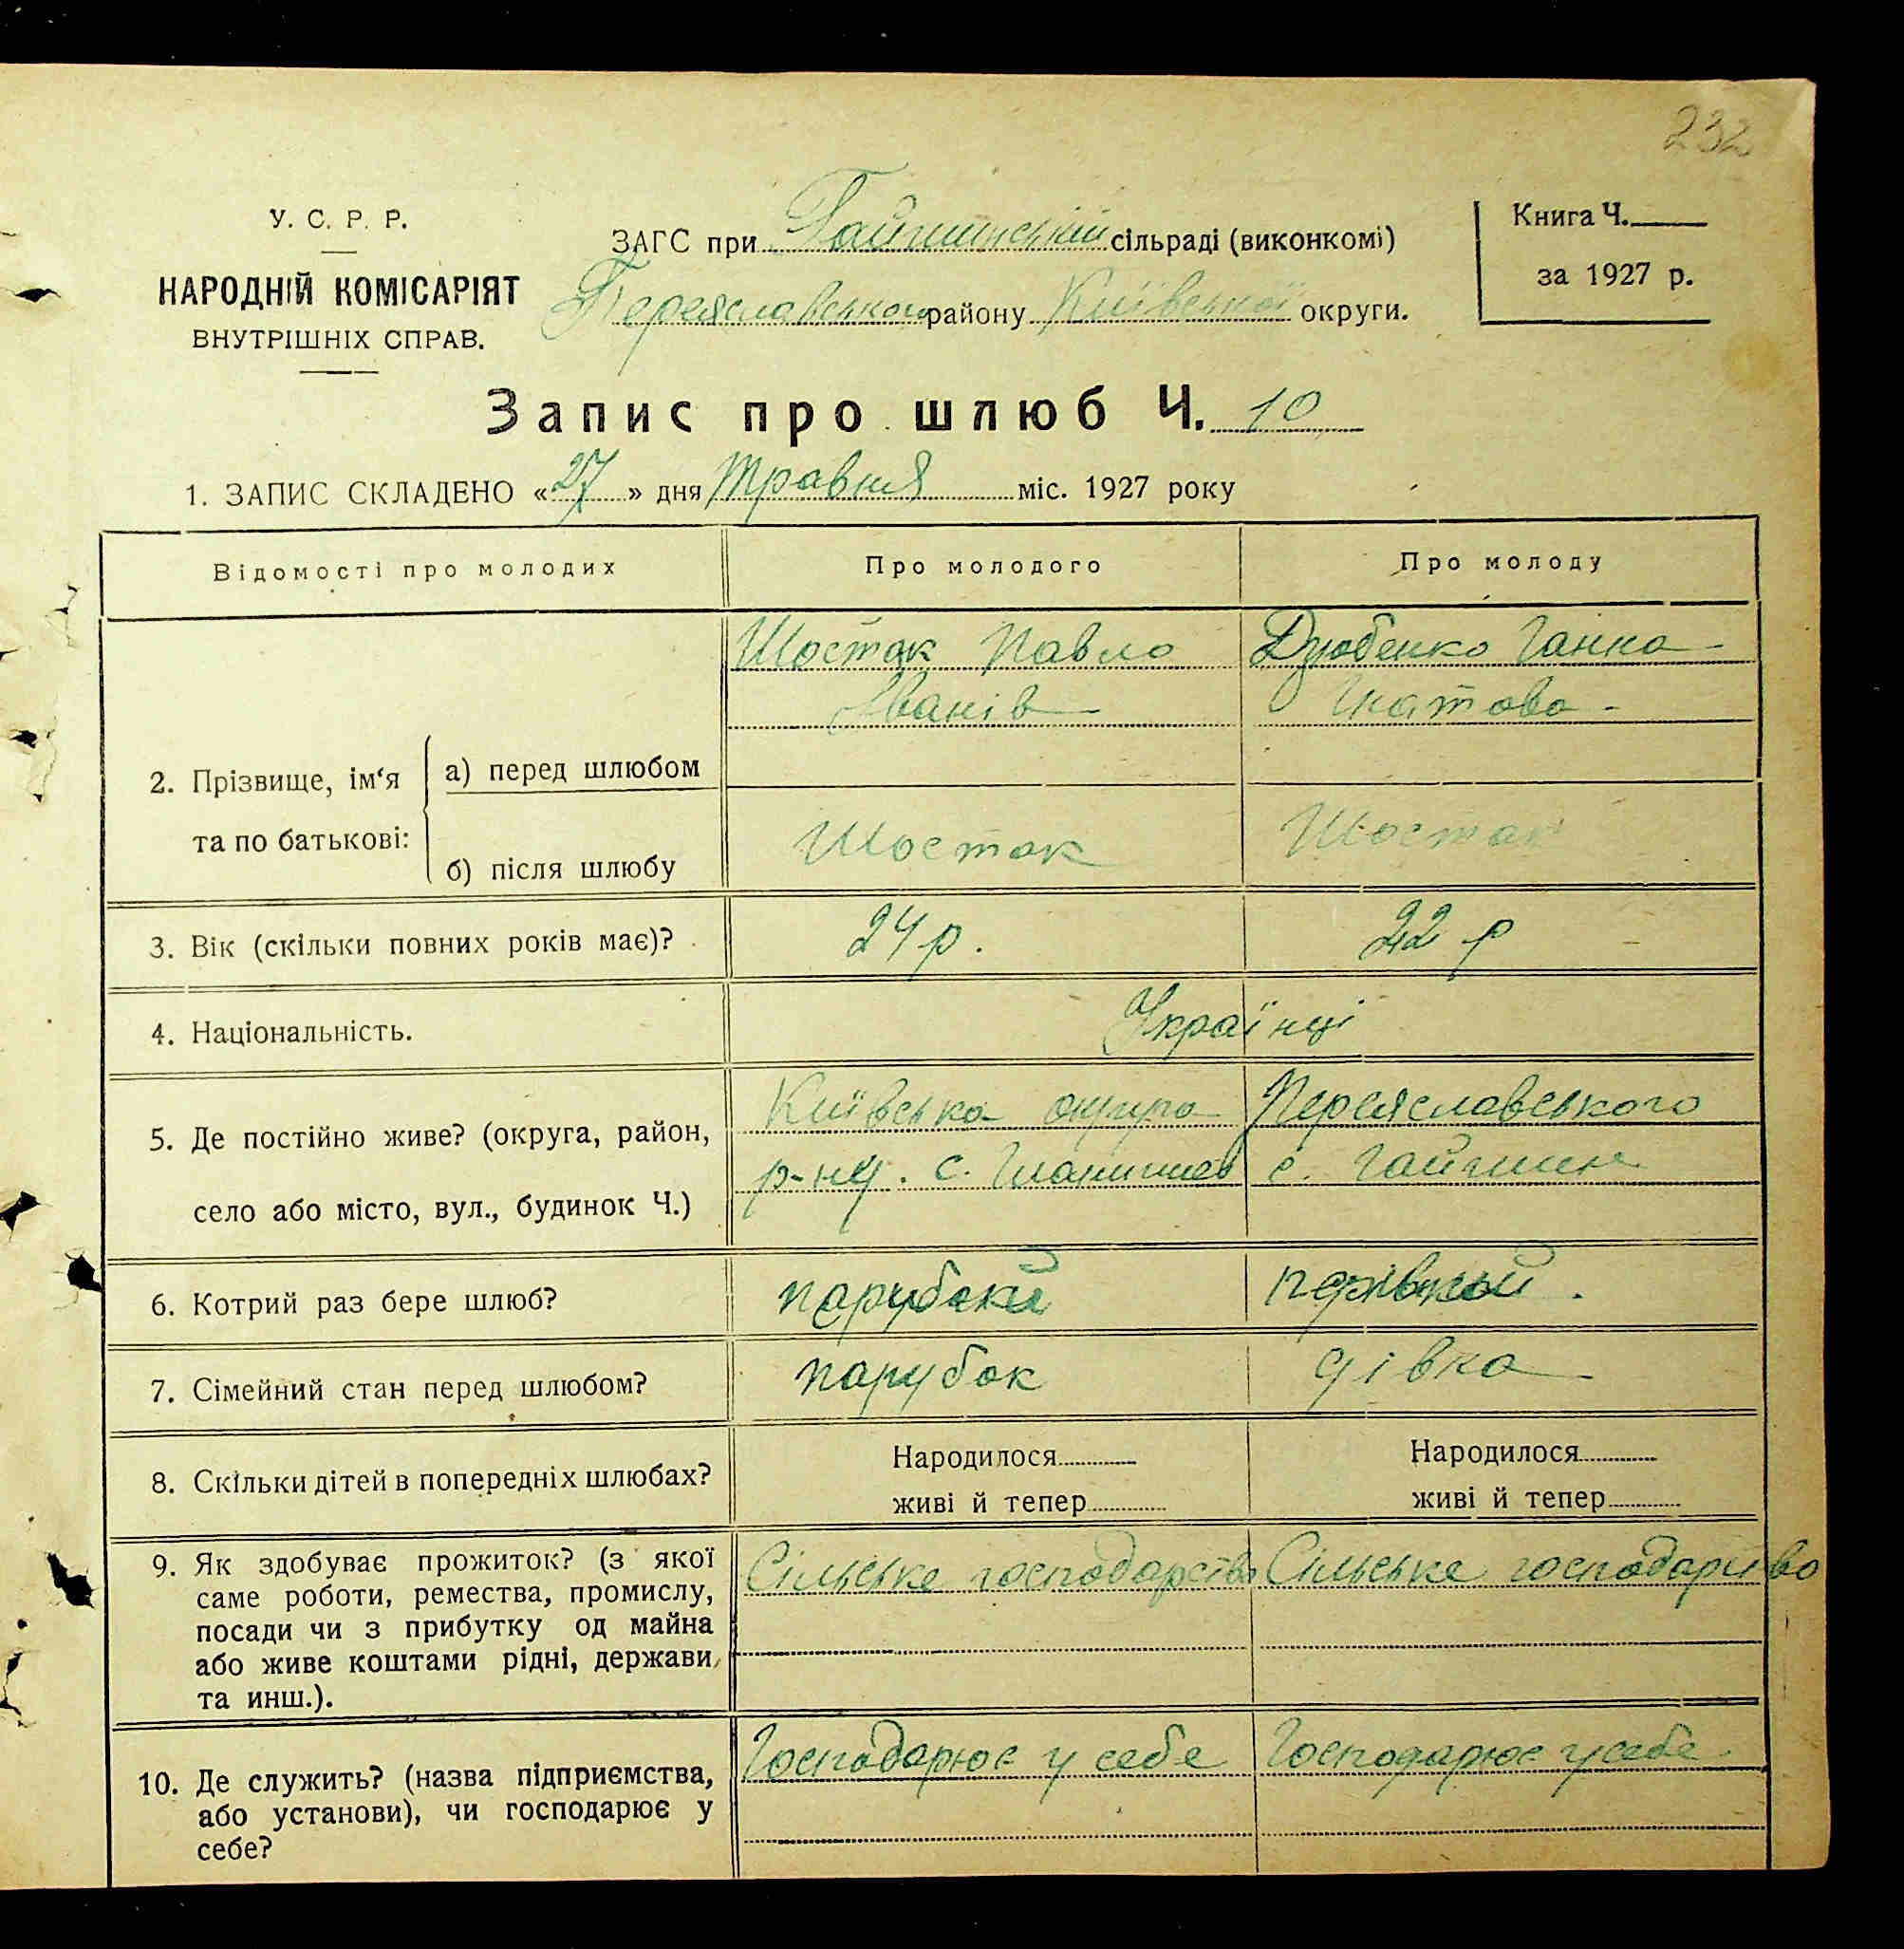 232
У. С. Р. Р.
НАРОДНІЙ КОМІСАРІЯТ
ВНУТРІШНІХ СПРАВ.
ЗАГС при Гайшинській сільраді (виконкомі)
Переяславського району Київської округи.
Книга Ч.
за 1927 р.
Запис про шлюб Ч. 10
1. ЗАПИС СКЛАДЕНО «27» дня Травня міс. 1927 року
Відомості про молодих Про молодого Про молоду
2. Прізвище, ім‘я та по батькові:
а) перед шлюбом
Шостак Павло
Іванів
Ганна
Гнатова
б) після шлюбу
Шостак
Шостак
3. Вік (скільки повних років має)? 24 р. 22 р
4. Національність. Українці
5. Де постійно живе? (округа, район,
село або місто, вул., будинок Ч.)
Київська округа Переяславського
р-ну. с. с. Гайшин
6. Котрий раз бере шлюб?
7. Сімейний стан перед шлюбом? парубок дівка
8. Скільки дітей в попередніх шлюбах?
Народилося
живі й тепер
Народилося
живі й тепер
9. Як здобуває прожиток? (з якої
саме роботи, ремества, промислу,
посади чи з прибутку од майна
або живе коштами рідні, держави,
та инш.).
Сільське господарство
Сільське господарство
10. Де служить? (назва підприємства,
або установи), чи господарює у
себе?
Господарює у себе
Господарює у себе